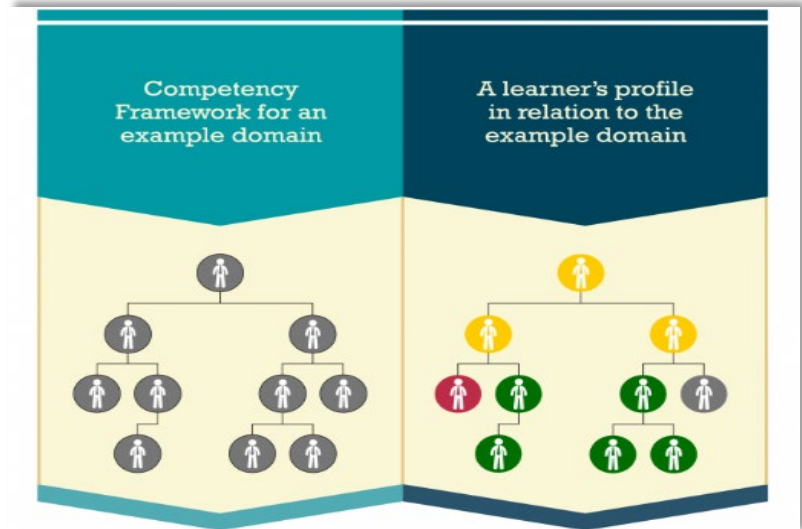 Competency
Framework for an
example domain
A learner's profile
in relation to the
example domain